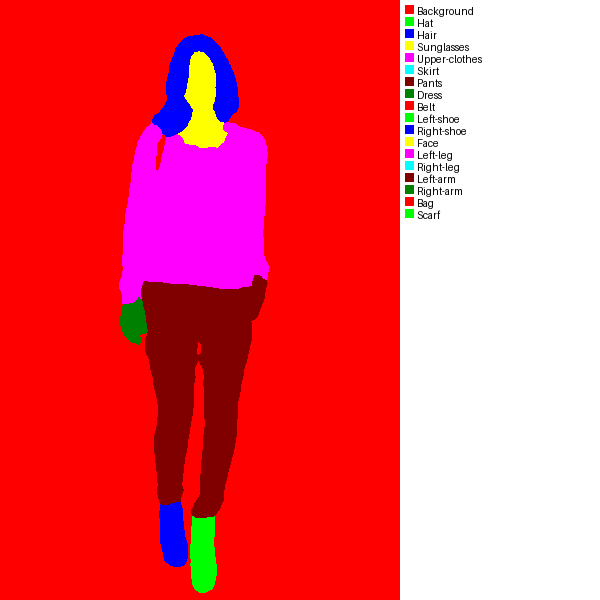 Background
Hat
Hair
Sunglasses
Upper-clothes
Skirt
Pants
Dress
Belt
Left-shoe
Right-shoe
Face
Left-leg
Right-leg
Left-arm
Right-arm
Bag
Scarf